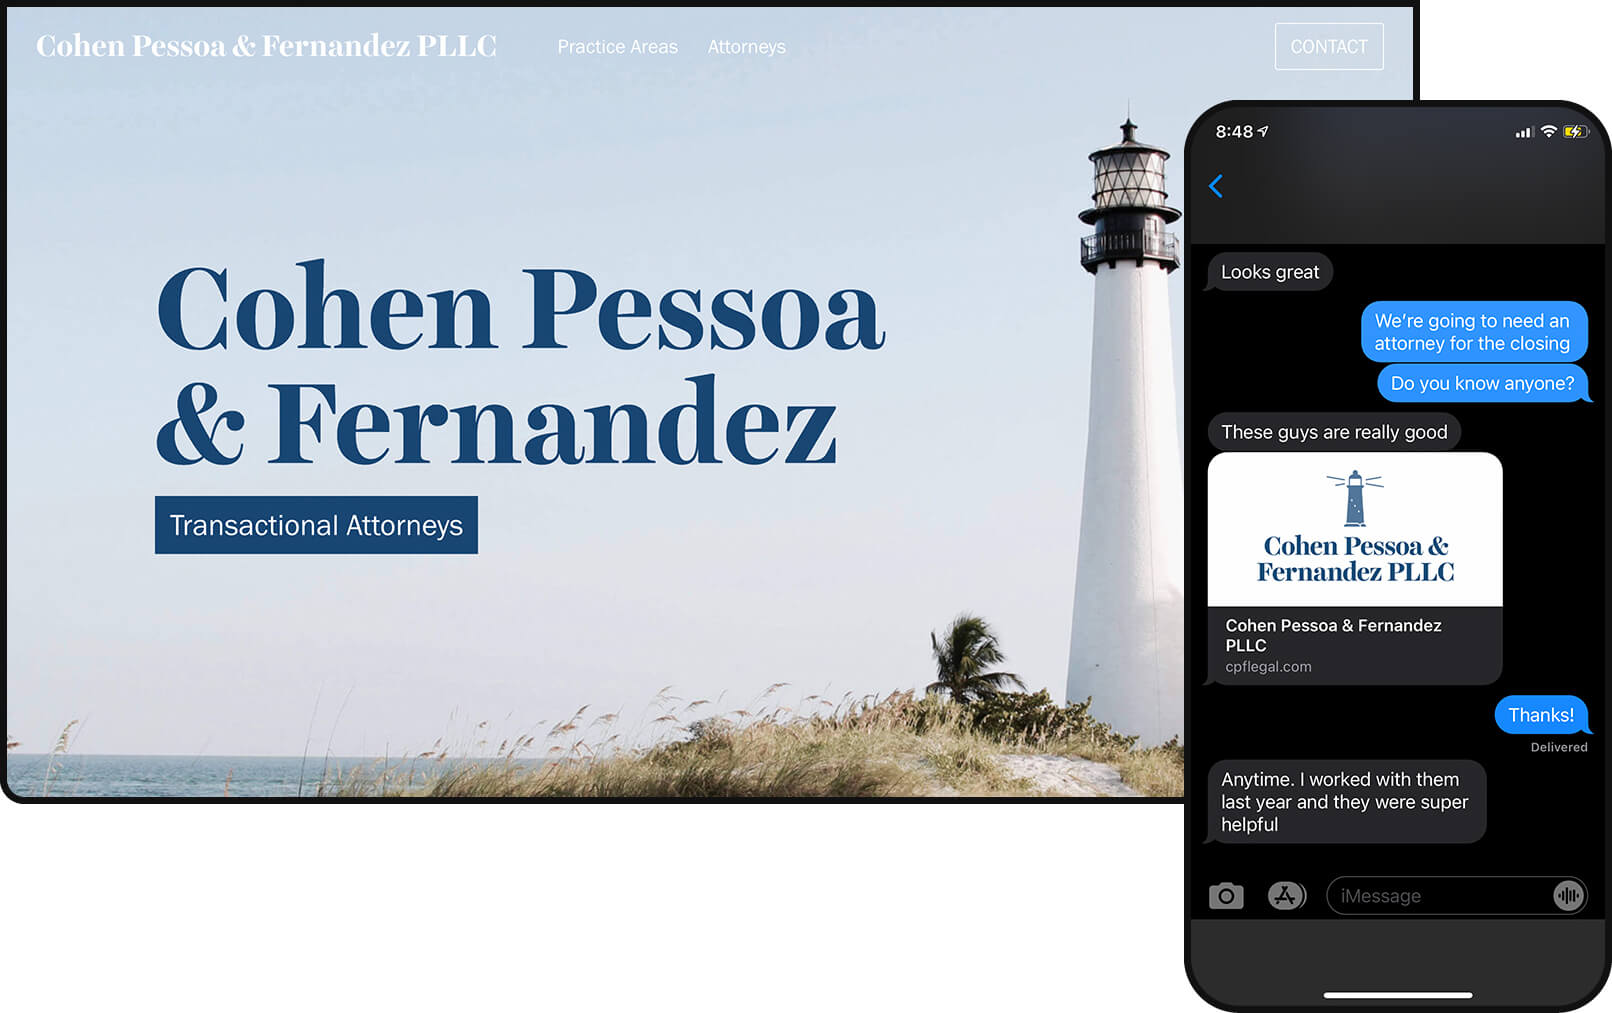 Cohen Pessoa & Fernandez PLLC
Practice Areas
Attorneys
CONTACT
Cohen Pessoa
& Fernandez
Transactional Attorneys
8:48
Looks great
We’re going to need an
attorney for the closing
Do you know anyone?
These guys are really good
Cohen Pessoa &
Fernandez PLLC
Cohen Pessoa & Fernandez
PLLC
cpflegal.com
Thanks!
Delivered
Anytime. I worked with them
last year and they were super
helpful
iMessage